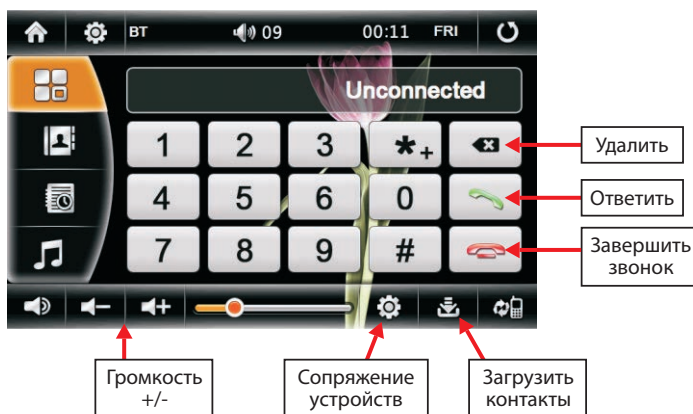 BT 09 00:11 FRI
Unconnected
1 2 3 *+
Удалить
4 5 6 0
Ответить
7 8 9 #
Завершить
звонок
Громкость
+/-
Сопряжение
устройств
Загрузить
контакты